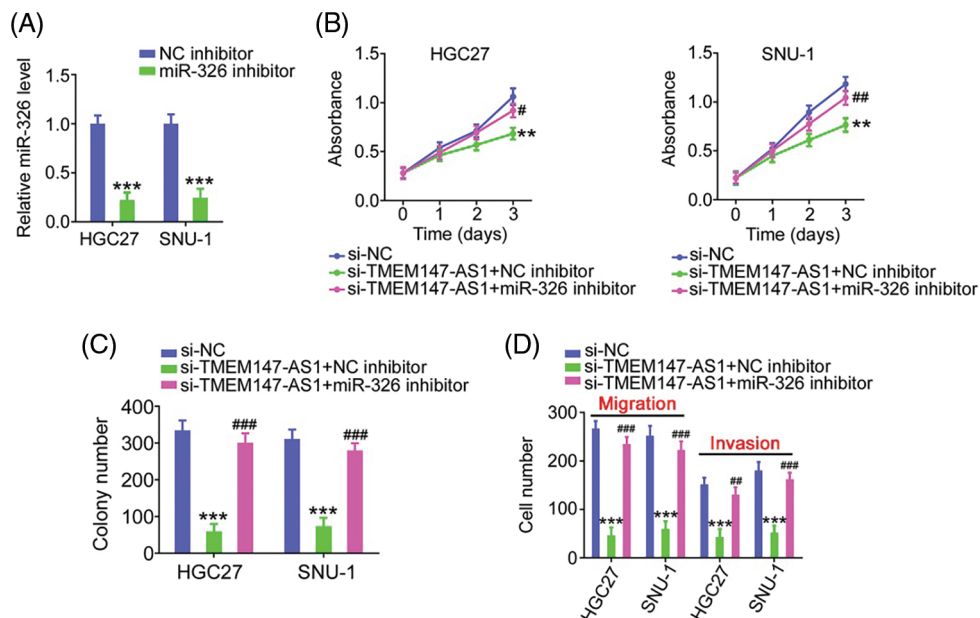 (A)
NC inhibitor
miR-326 inhibitor
Relative miR-326 level
1.5
1.0
0.5
0.0
***
***
HGC27
SNU-1
(B)
HGC27
Absorbance
1.5
1.0
0.5
0.0
#
**
0 1 2 3
Time (days)
si-NC
si-TMEM147-AS1+NC inhibitor
si-TMEM147-AS1+miR-326 inhibitor
SNU-1
Absorbance
1.5
1.0
0.5
0.0
##
**
0 1 2 3
Time (days)
si-NC
si-TMEM147-AS1+NC inhibitor
si-TMEM147-AS1+miR-326 inhibitor
(C)
si-NC
si-TMEM147-AS1+NC inhibitor
si-TMEM147-AS1+miR-326 inhibitor
Colony number
400
300
200
100
0
***
###
***
###
HGC27
SNU-1
(D)
si-NC
si-TMEM147-AS1+NC inhibitor
si-TMEM147-AS1+miR-326 inhibitor
Migration
Invasion
Cell number
300
200
100
0
***
###
***
###
***
##
***
###
HGC27
SNU-1
HGC27
SNU-1